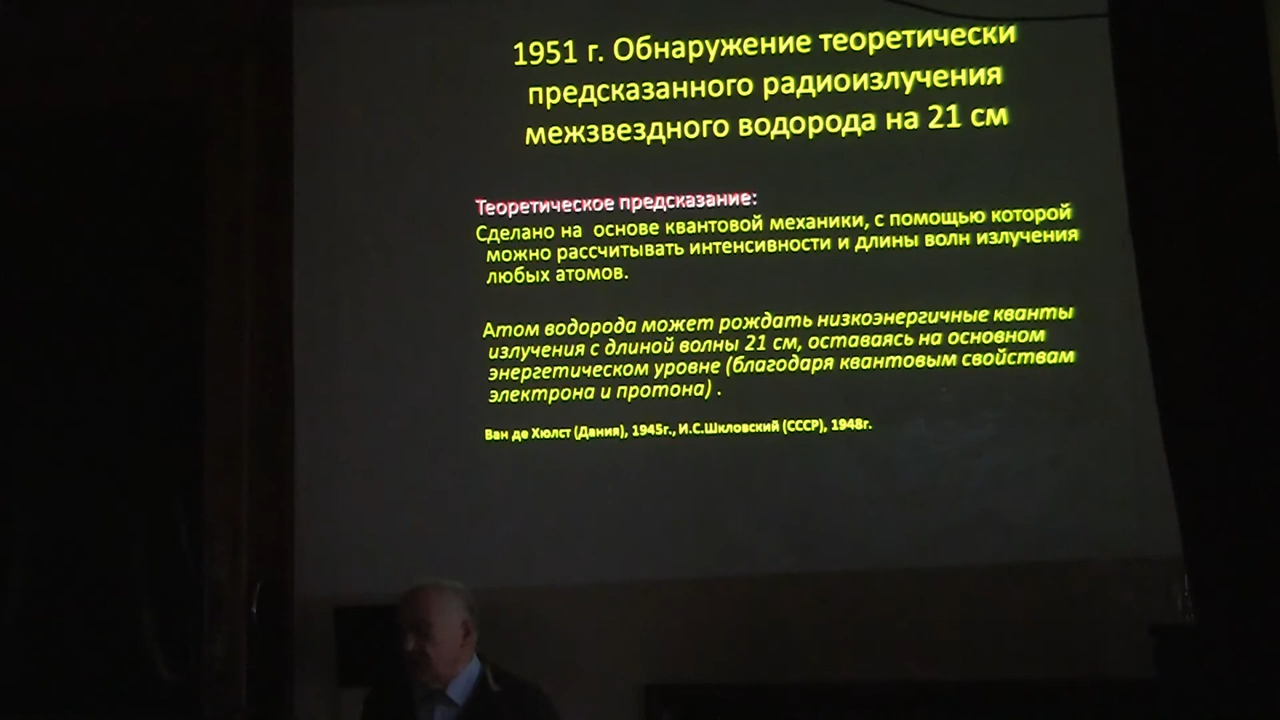 1951 г. Обнаружение теоретически
предсказанного радиоизлучения
межзвездного водорода на 21 см
Теоретическое предсказание:
Сделано на основе квантовой механики, с помощью которой
можно рассчитывать интенсивности и длины волн излучения
любых атомов.
Атом водорода может рождать низкоэнергичные кванты
излучения с длиной волны 21 см, оставаясь на основном
энергетическом уровне (благодаря квантовым свойствам
электрона и протона) .
Ван де Хюлст (Дания), 1945г., И.С.Шкловский (СССР), 1948г.